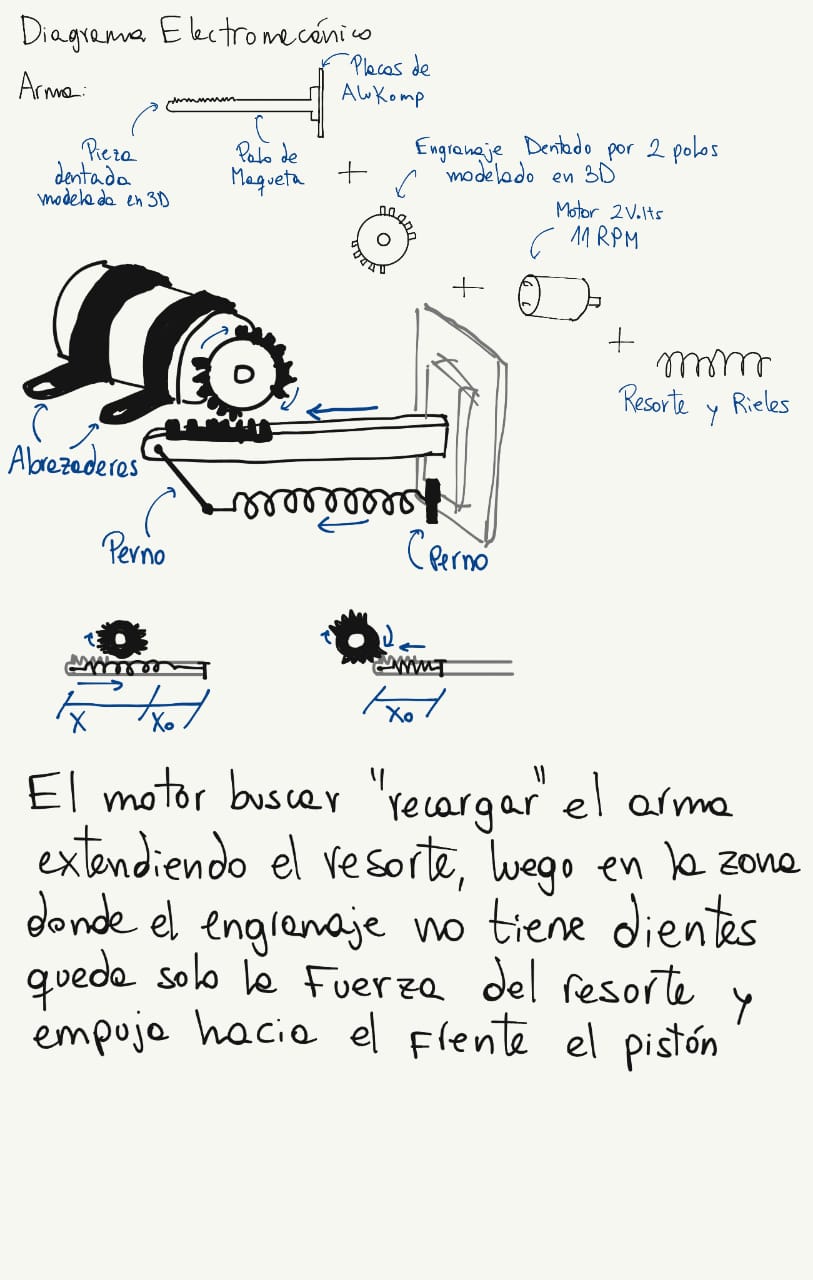 Diagrama Electromecánico
Arma:
Placas de
AluKomp
Pieza
dentada
modelada en 3D
Palo de
Maqueta
+
Engranaje Dentado por 2 polos
modelado en 3D
Motor 2Volts
11 RPM
+
+
Resorte y Rieles
Abrazaderas
Perno
Perno
X
Xo
Xo
El motor buscar "recargar" el arma
extendiendo el resorte, luego en la zona
donde el engranaje no tiene dientes
queda solo la Fuerza del resorte y
empuja hacia el Frente el pistón